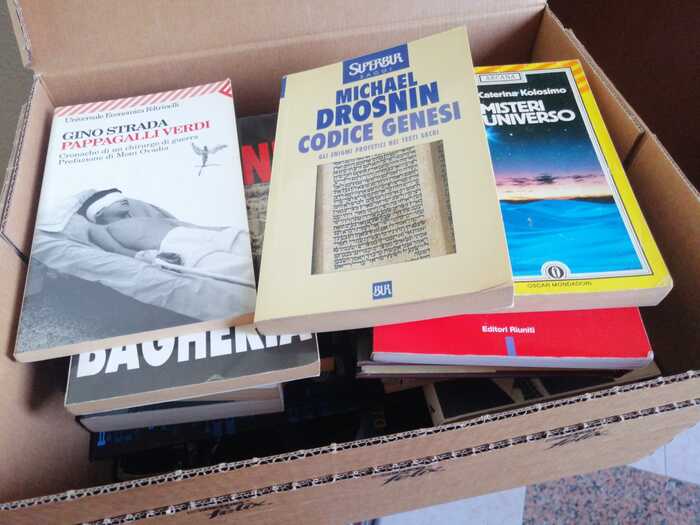 Universale Economica Feltrinelli
GINO STRADA
PAPPAGALLI VERDI
Cronache di un chirurgo di guerra
Prefazione di Moni Ovadia
BAGHERIA
SUPERBUR
SAGGI
MICHAEL
DROSNIN
CODICE GENESI
GLI ENIGMI PROFETICI NEI TESTI SACRI
BUR
ARCANA
Caterina Kolosimo
MISTERI
UNIVERSO
OSCAR MONDADORI
Editori Riuniti